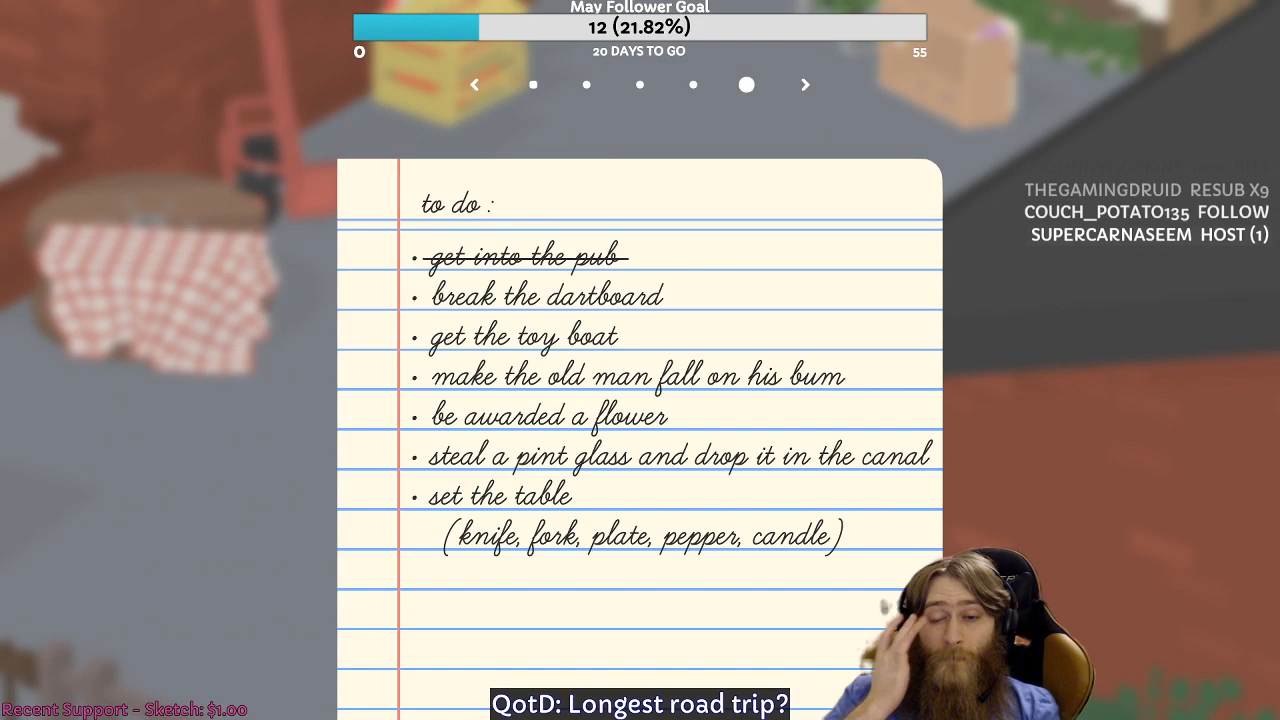 May Follower Goal
12 (21.82%)
0
20 DAYS TO GO
55
THEGAMINGDRUID RESUB X9
COUCH_POTATO135 FOLLOW
SUPERCARNASEEM HOST (1)
to do :
• get into the pub
• break the dartboard
• get the toy boat
• make the old man fall on his bum
• be awarded a flower
• steal a pint glass and drop it in the canal
• set the table
(knife, fork, plate, pepper, candle)
QotD: Longest road trip?
Recent Support - Sketch: $1.00